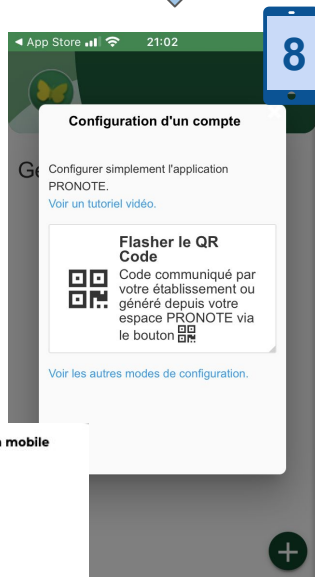 ◄ App Store 21:02
8
Configuration d'un compte
Ge
Configurer simplement l'application
PRONOTE.
Voir un tutoriel vidéo.
Flasher le QR
Code
Code communiqué par
votre établissement ou
généré depuis votre
espace PRONOTE via
le bouton
Voir les autres modes de configuration.
mobile
+